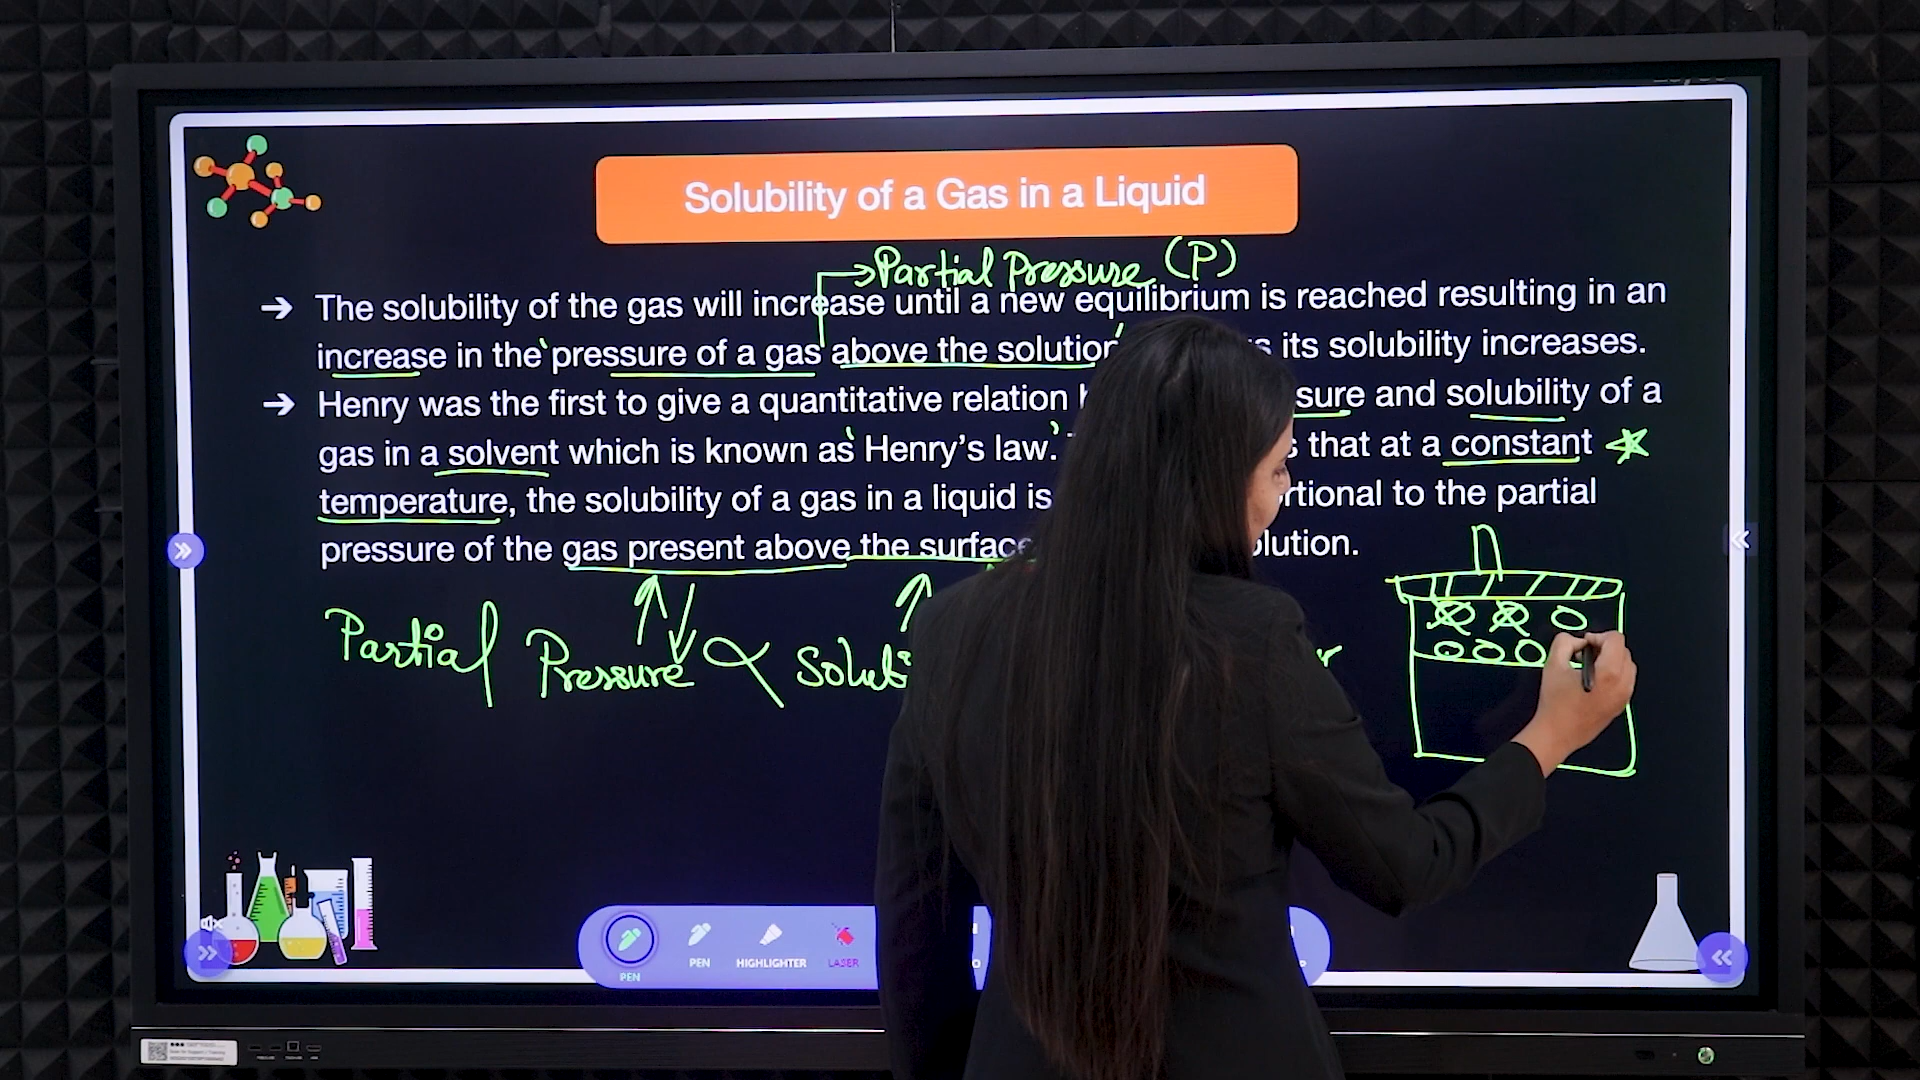 Solubility of a Gas in a Liquid
→Partial Pressure (P)
→ The solubility of the gas will increase until a new equilibrium is reached resulting in an
increase in the 'pressure of a gas above the solution' its solubility increases.
→ Henry was the first to give a quantitative relation sure and solubility of a
gas in a solvent which is known as 'Henry's law.' that at a constant
temperature, the solubility of a gas in a liquid is rtional to the partial
pressure of the gas present above the surfac lution.
Partial Pressure ∝ Solubi
PEN PEN HIGHLIGHTER LASER